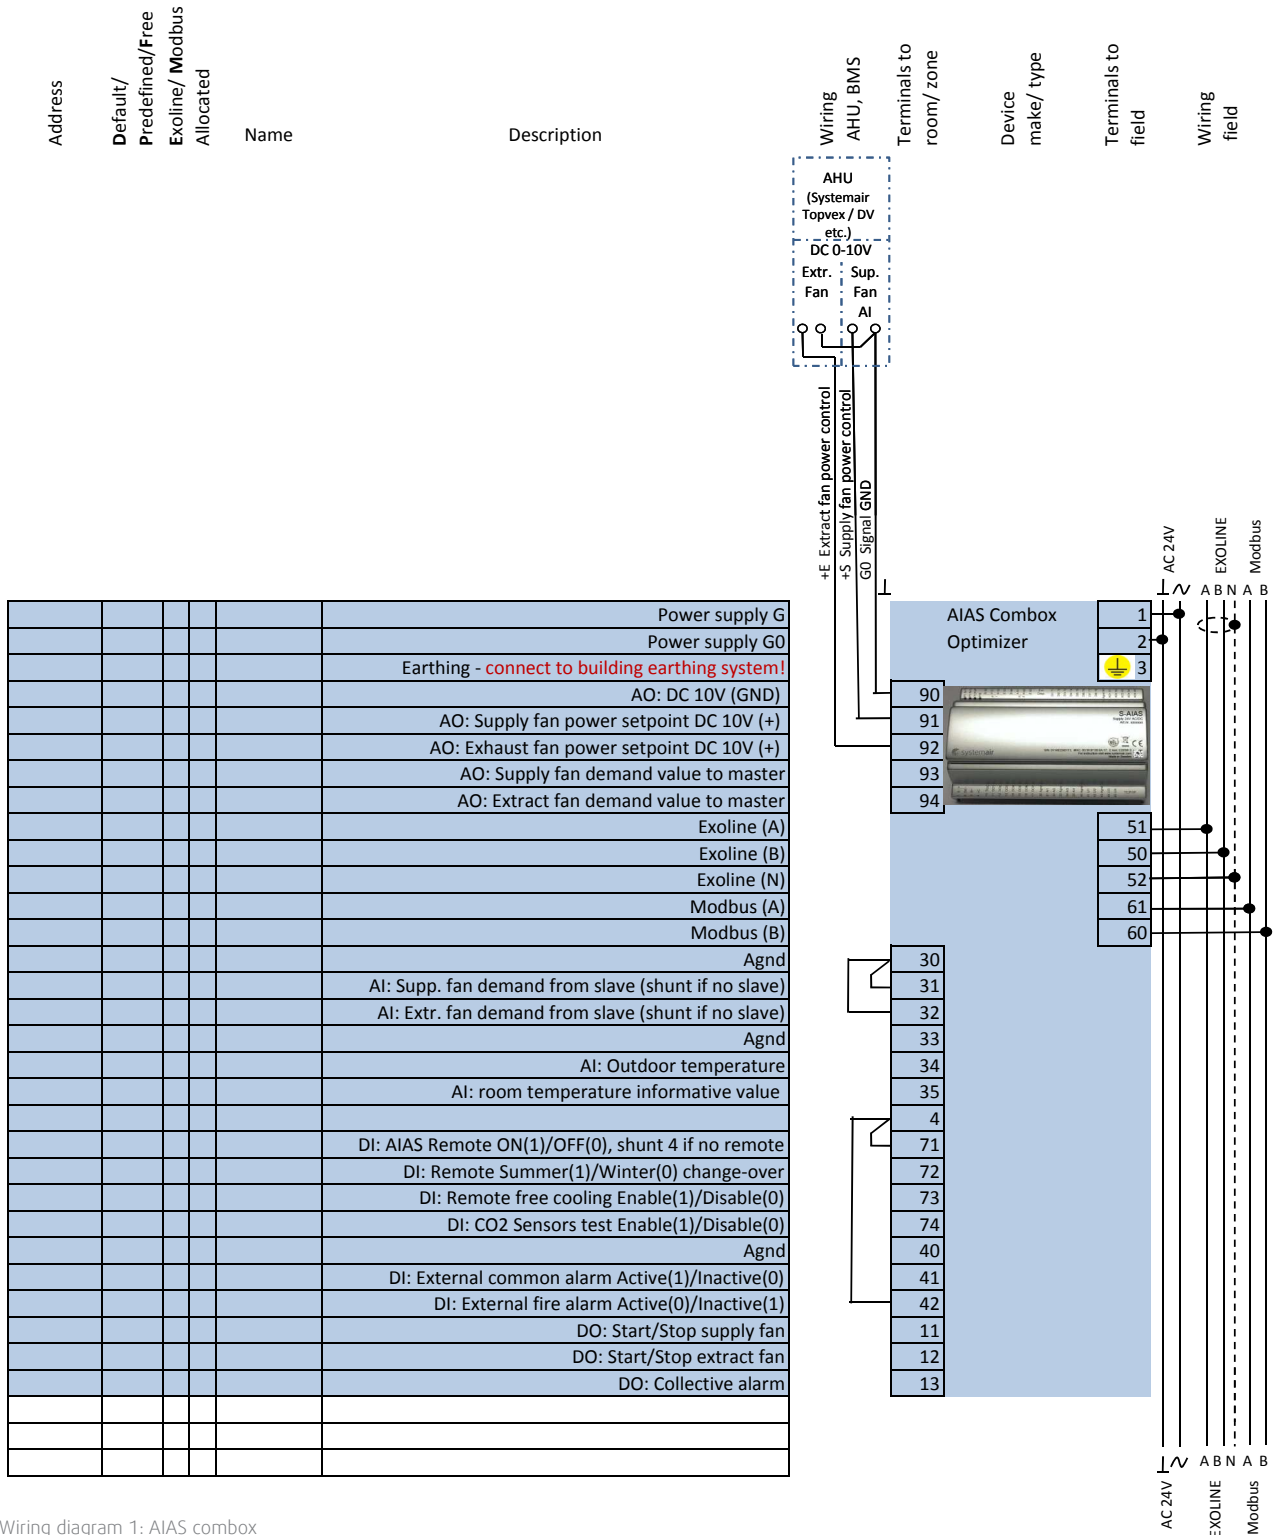 Address
Default/
Predefined/Free
Exoline/ Modbus
Allocated
Name
Description
Wiring
AHU, BMS
Terminals to
room/ zone
Device
make/ type
Terminals to
field
Wiring
field
AHU
(Systemair
Topvex / DV
etc.)
DC 0-10V
Extr.
Fan
Sup.
Fan
AI
+E Extract fan power control
+S Supply fan power control
G0 Signal GND
AC 24V
EXOLINE
Modbus
A B N A B
Power supply G
AIAS Combox
1
Power supply G0
Optimizer
2
Earthing - connect to building earthing system!
3
AO: DC 10V (GND)
90
AO: Supply fan power setpoint DC 10V (+)
91
AO: Exhaust fan power setpoint DC 10V (+)
92
AO: Supply fan demand value to master
93
AO: Extract fan demand value to master
94
S-AIAS
systemair
Exoline (A)
51
Exoline (B)
50
Exoline (N)
52
Modbus (A)
61
Modbus (B)
60
Agnd
30
AI: Supp. fan demand from slave (shunt if no slave)
31
AI: Extr. fan demand from slave (shunt if no slave)
32
Agnd
33
AI: Outdoor temperature
34
AI: room temperature informative value
35
4
DI: AIAS Remote ON(1)/OFF(0), shunt 4 if no remote
71
DI: Remote Summer(1)/Winter(0) change-over
72
DI: Remote free cooling Enable(1)/Disable(0)
73
DI: CO2 Sensors test Enable(1)/Disable(0)
74
Agnd
40
DI: External common alarm Active(1)/Inactive(0)
41
DI: External fire alarm Active(0)/Inactive(1)
42
DO: Start/Stop supply fan
11
DO: Start/Stop extract fan
12
DO: Collective alarm
13
A B N A B
AC 24V
EXOLINE
Modbus
Wiring diagram 1: AIAS combox